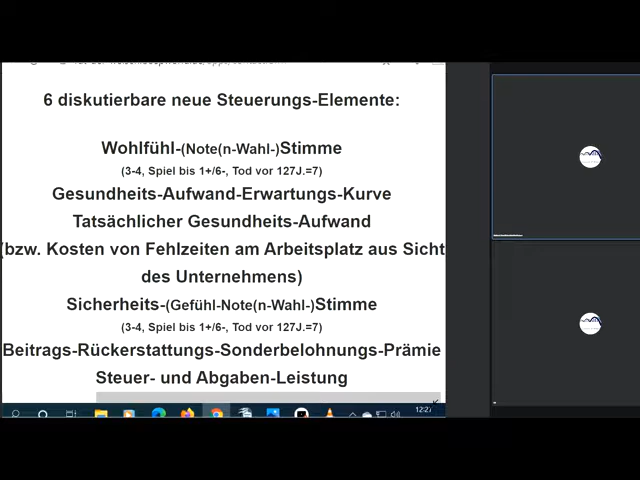 6 diskutierbare neue Steuerungs-Elemente:
Wohlfühl-(Note(n-Wahl-)Stimme
(3-4, Spiel bis 1+/6-, Tod vor 127J.=7)
Gesundheits-Aufwand-Erwartungs-Kurve
Tatsächlicher Gesundheits-Aufwand
(bzw. Kosten von Fehlzeiten am Arbeitsplatz aus Sicht
des Unternehmens)
Sicherheits-(Gefühl-Note(n-Wahl-)Stimme
(3-4, Spiel bis 1+/6-, Tod vor 127J.=7)
Beitrags-Rückerstattungs-Sonderbelohnungs-Prämie
Steuer- und Abgaben-Leistung